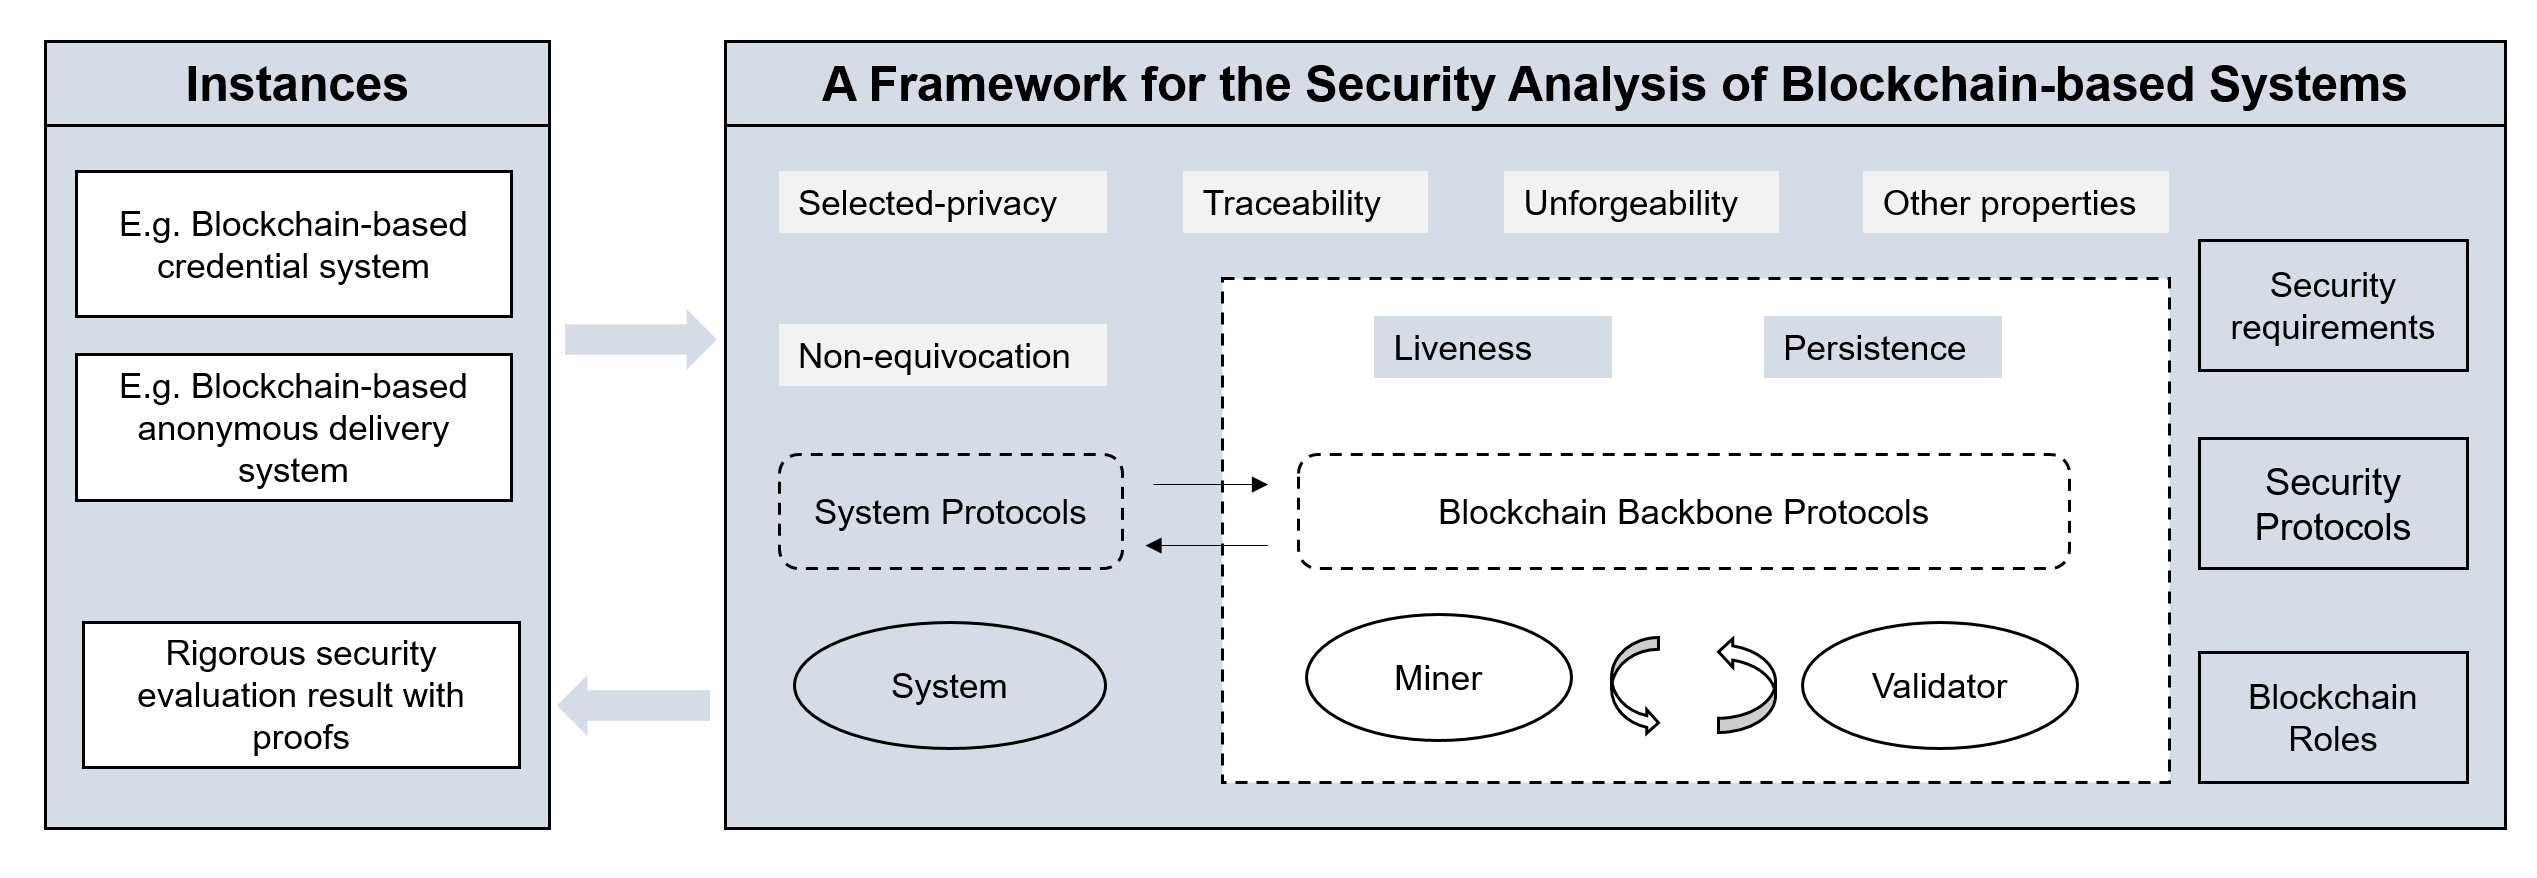 Instances
E.g. Blockchain-based
credential system
E.g. Blockchain-based
anonymous delivery
system
Rigorous security
evaluation result with
proofs
A Framework for the Security Analysis of Blockchain-based Systems
Selected-privacy
Traceability
Unforgeability
Other properties
Non-equivocation
Liveness
Persistence
Security
requirements
System Protocols
Blockchain Backbone Protocols
Security
Protocols
System
Miner
Validator
Blockchain
Roles